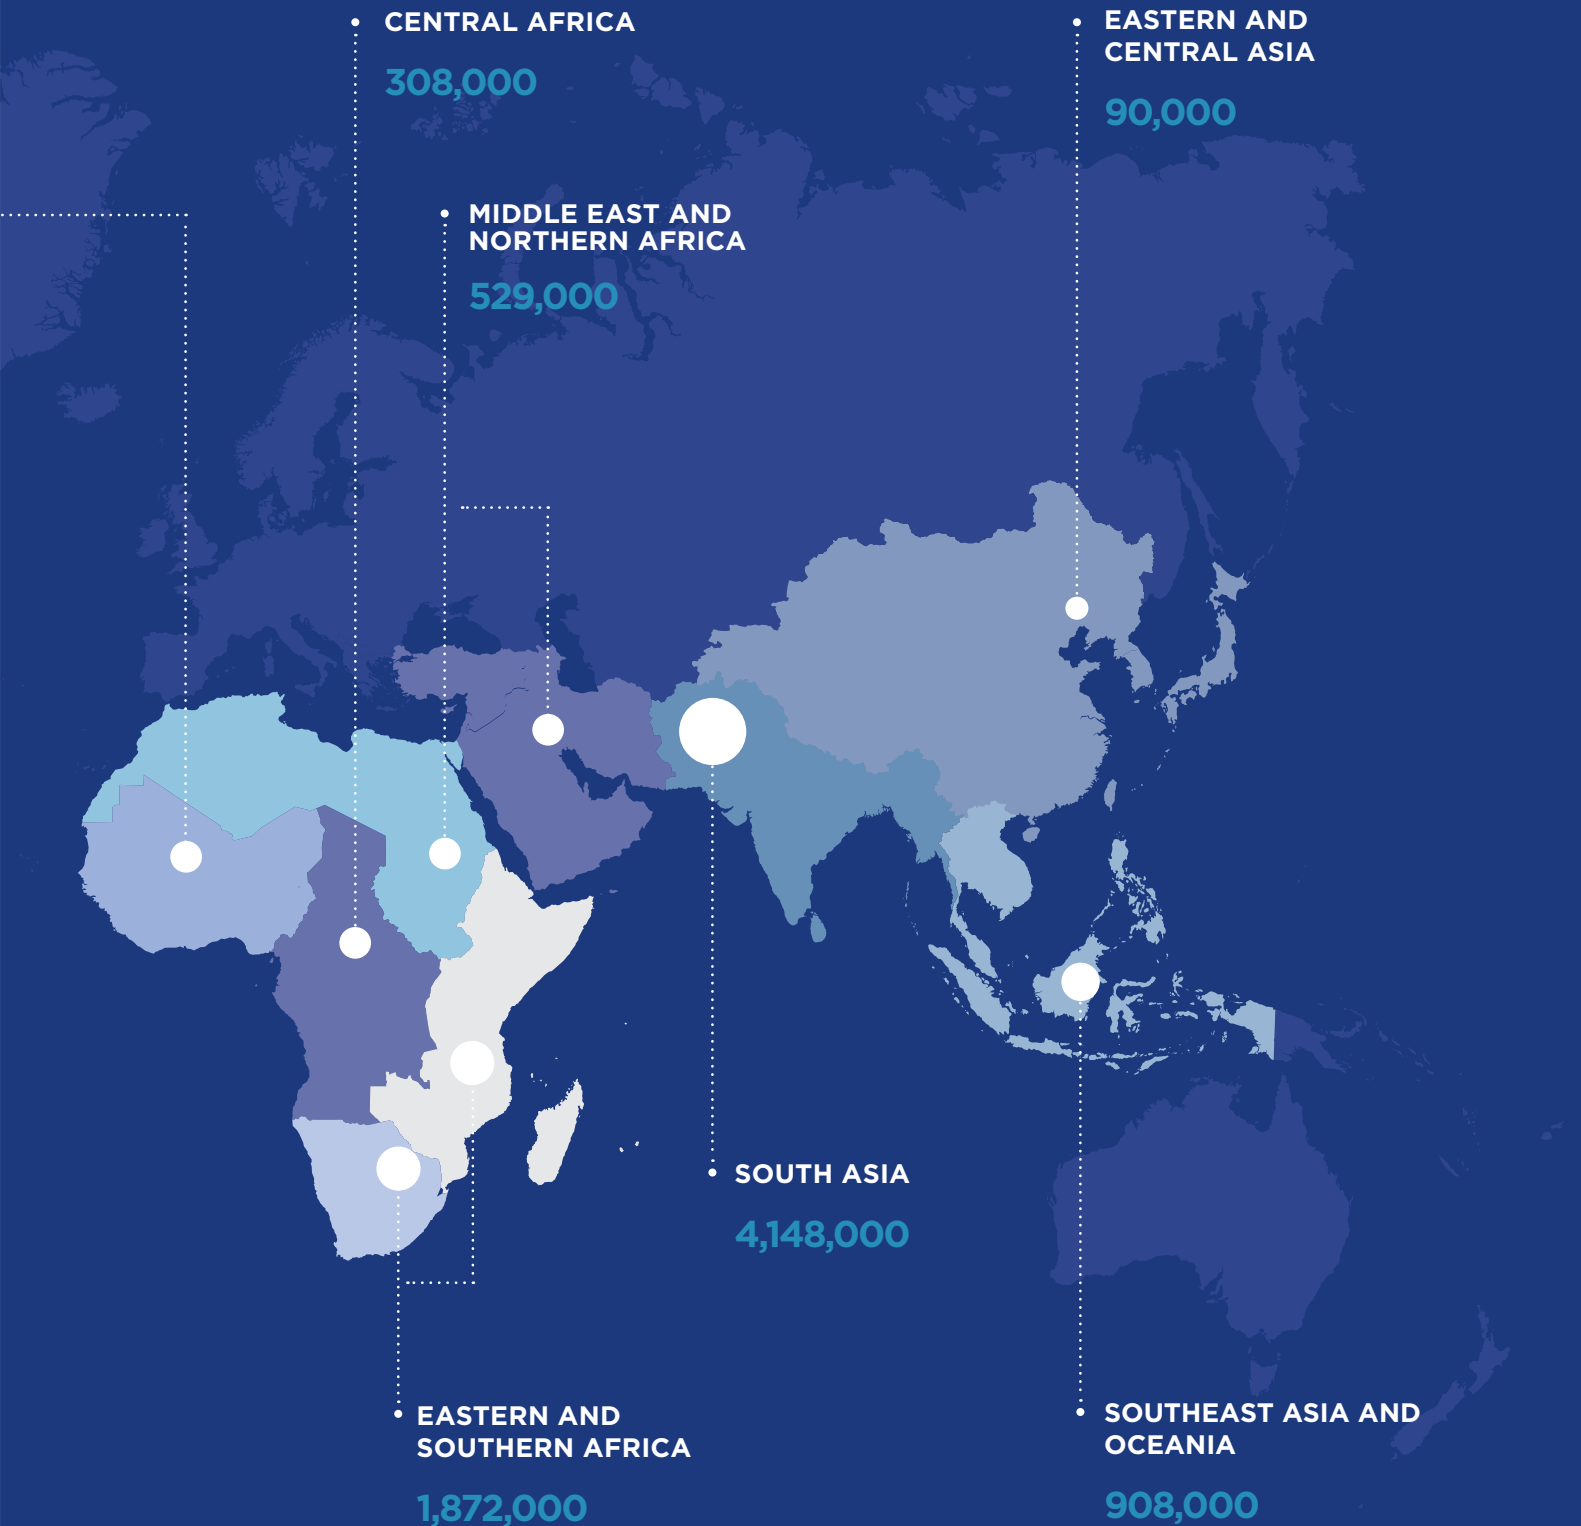 CENTRAL AFRICA
308,000
EASTERN AND
CENTRAL ASIA
90,000
MIDDLE EAST AND
NORTHERN AFRICA
529,000
SOUTH ASIA
4,148,000
EASTERN AND
SOUTHERN AFRICA
1,872,000
SOUTHEAST ASIA AND
OCEANIA
908,000